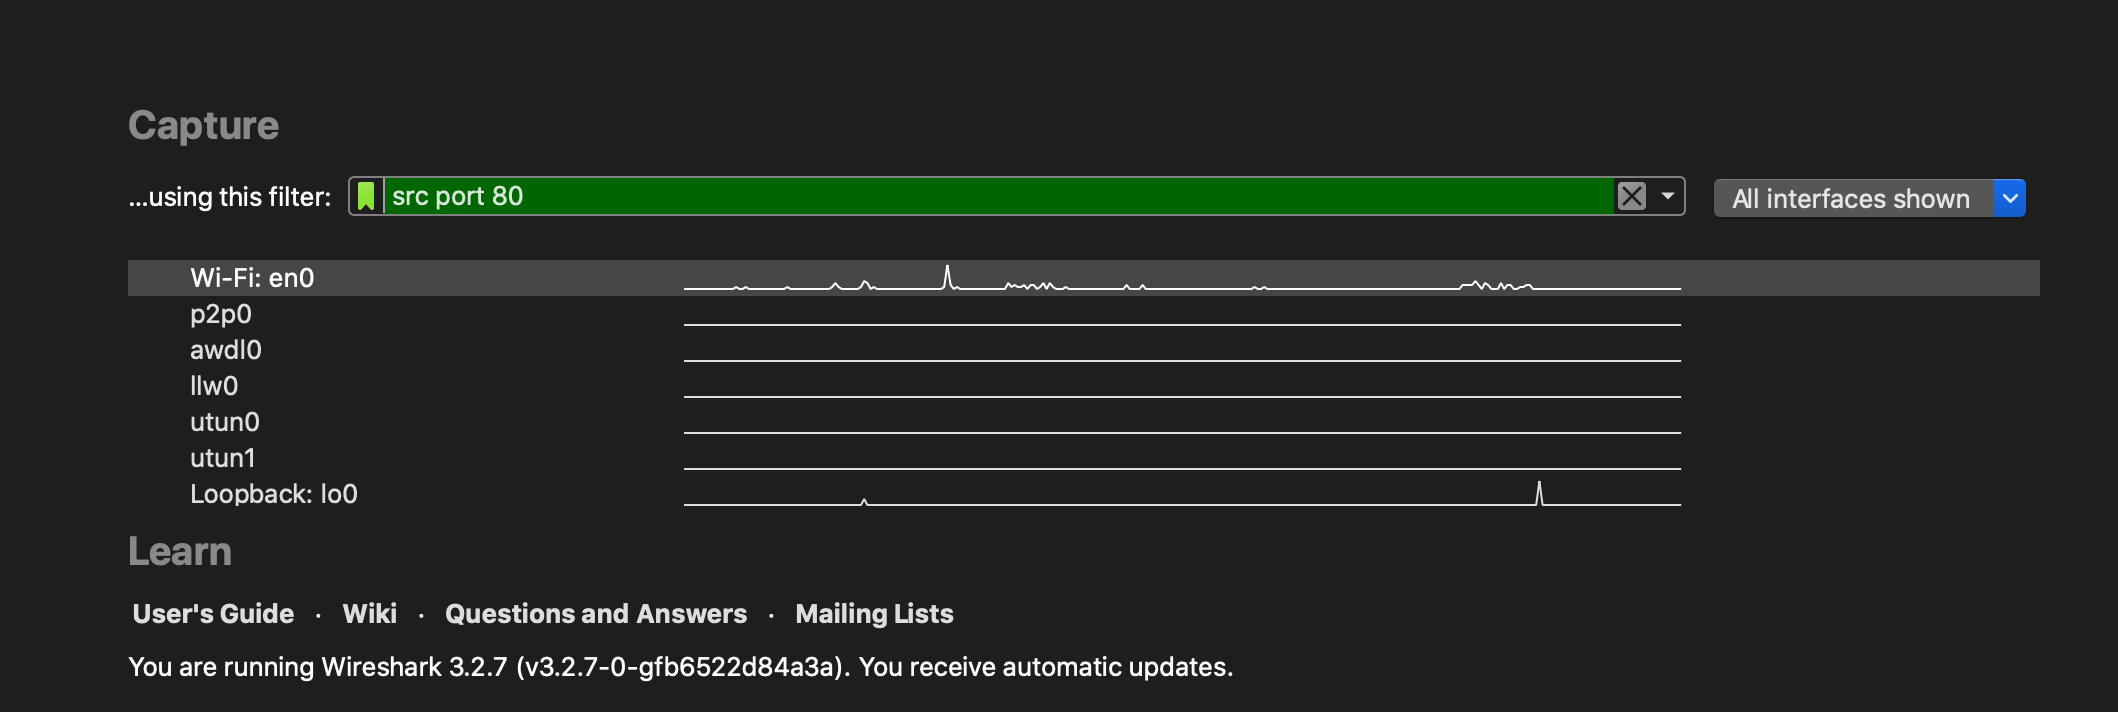 Capture
...using this filter: src port 80 All interfaces shown
Wi-Fi: en0
p2p0
awdl0
llw0
utun0
utun1
Loopback: lo0
Learn
User's Guide · Wiki · Questions and Answers · Mailing Lists
You are running Wireshark 3.2.7 (v3.2.7-0-gfb6522d84a3a). You receive automatic updates.